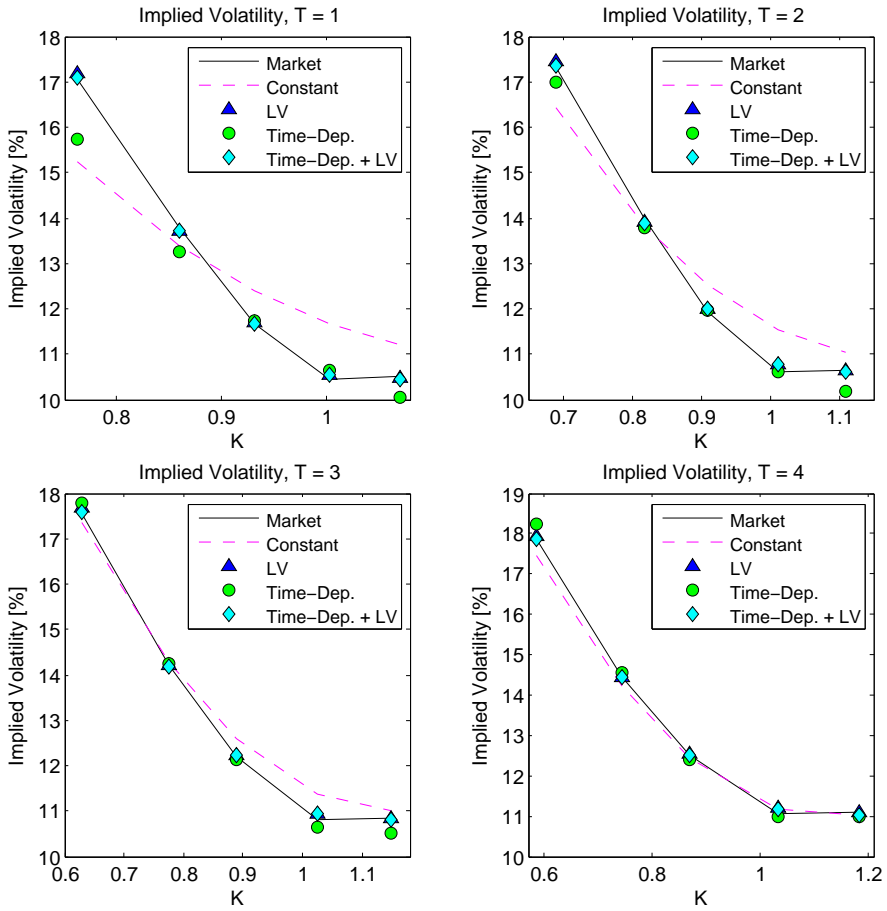 Implied Volatility, T = 1
18
17
16
15
14
13
12
11
10
Implied Volatility [%]
0.8
0.9
1
K
Market
Constant
LV
Time-Dep.
Time-Dep. + LV
Implied Volatility, T = 2
18
17
16
15
14
13
12
11
10
Implied Volatility [%]
0.7
0.8
0.9
1
1.1
K
Market
Constant
LV
Time-Dep.
Time-Dep. + LV
Implied Volatility, T = 3
18
17
16
15
14
13
12
11
10
Implied Volatility [%]
0.6
0.7
0.8
0.9
1
1.1
K
Market
Constant
LV
Time-Dep.
Time-Dep. + LV
Implied Volatility, T = 4
19
18
17
16
15
14
13
12
11
10
Implied Volatility [%]
0.6
0.8
1
1.2
K
Market
Constant
LV
Time-Dep.
Time-Dep. + LV